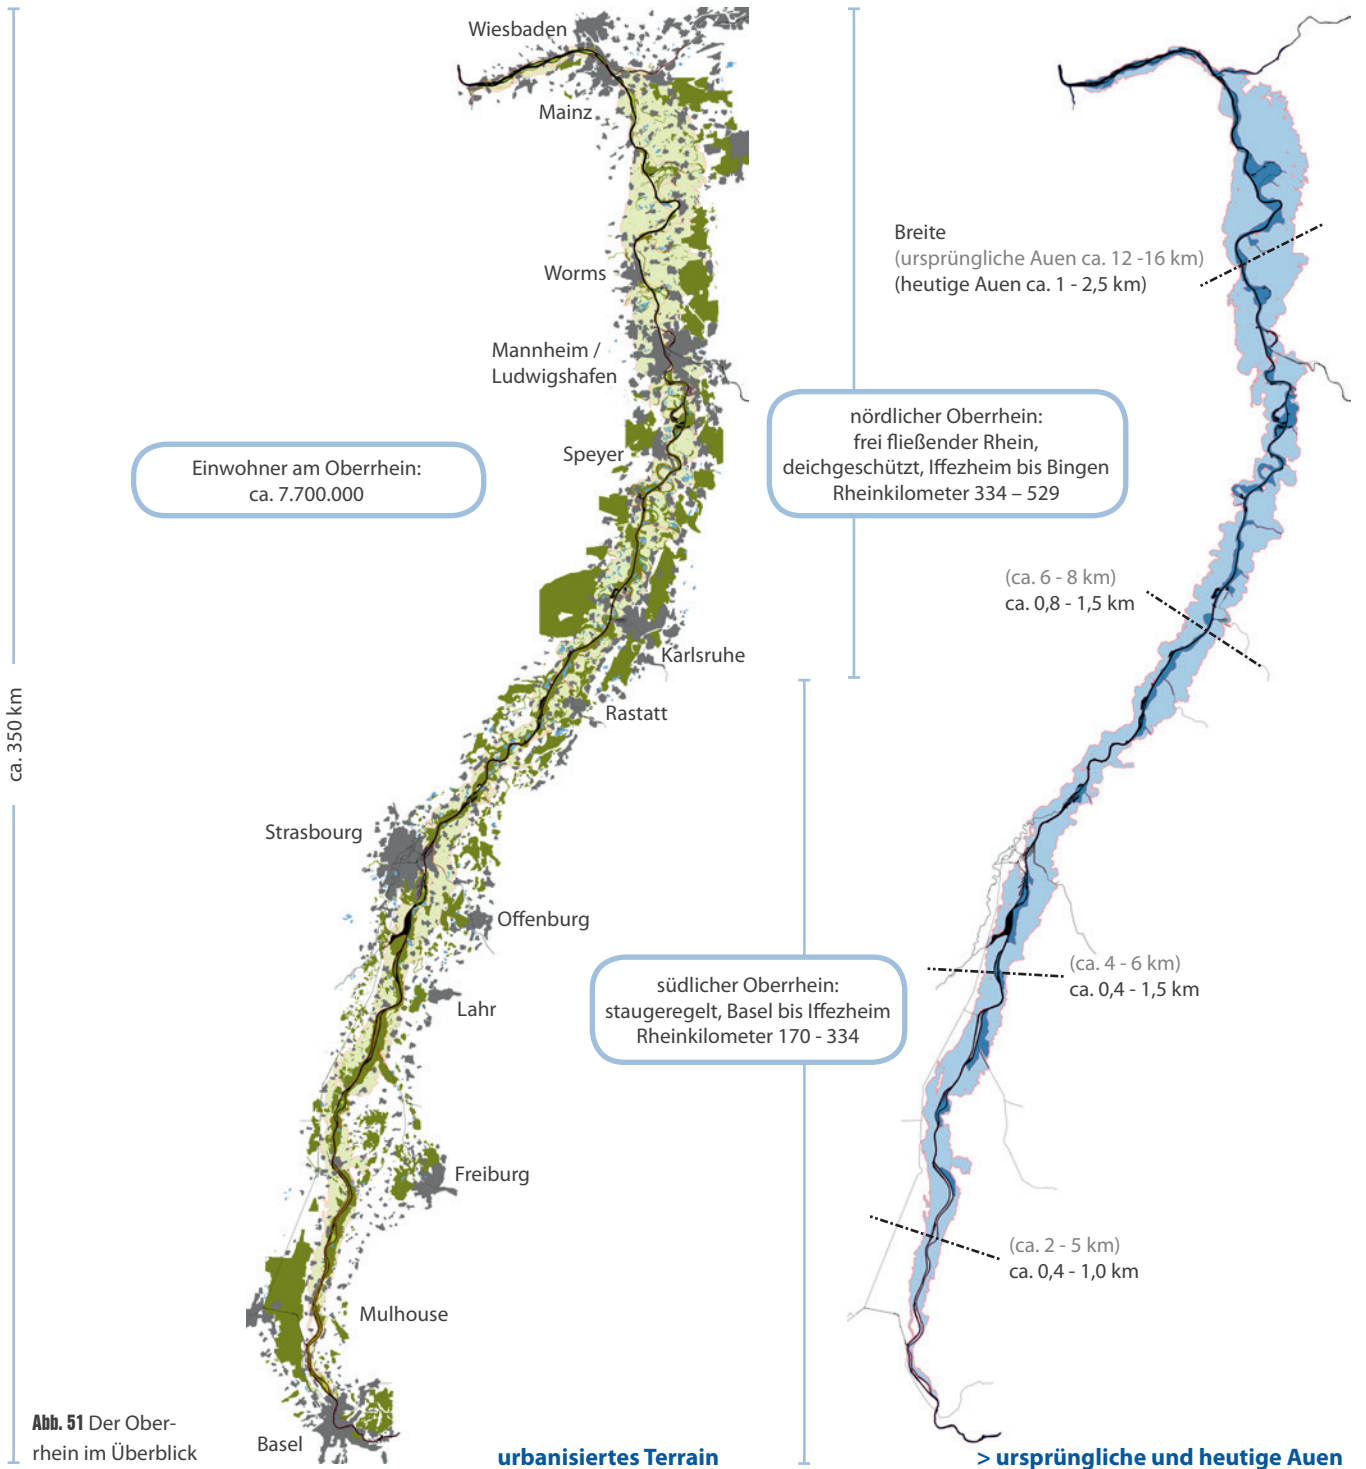 Wiesbaden
Mainz
Worms
Mannheim /
Ludwigshafen
Einwohner am Oberrhein:
ca. 7.700.000
Speyer
Karlsruhe
Rastatt
ca. 350 km
Strasbourg
Offenburg
Lahr
Freiburg
Mulhouse
Basel
Abb. 51 Der Ober-
rhein im Überblick
urbanisiertes Terrain
Breite
(ursprüngliche Auen ca. 12 -16 km)
(heutige Auen ca. 1 - 2,5 km)
nördlicher Oberrhein:
frei fließender Rhein,
deichgeschützt, Iffezheim bis Bingen
Rheinkilometer 334 – 529
(ca. 6 - 8 km)
ca. 0,8 - 1,5 km
südlicher Oberrhein:
staugeregelt, Basel bis Iffezheim
Rheinkilometer 170 - 334
(ca. 4 - 6 km)
ca. 0,4 - 1,5 km
(ca. 2 - 5 km)
ca. 0,4 - 1,0 km
> ursprüngliche und heutige Auen